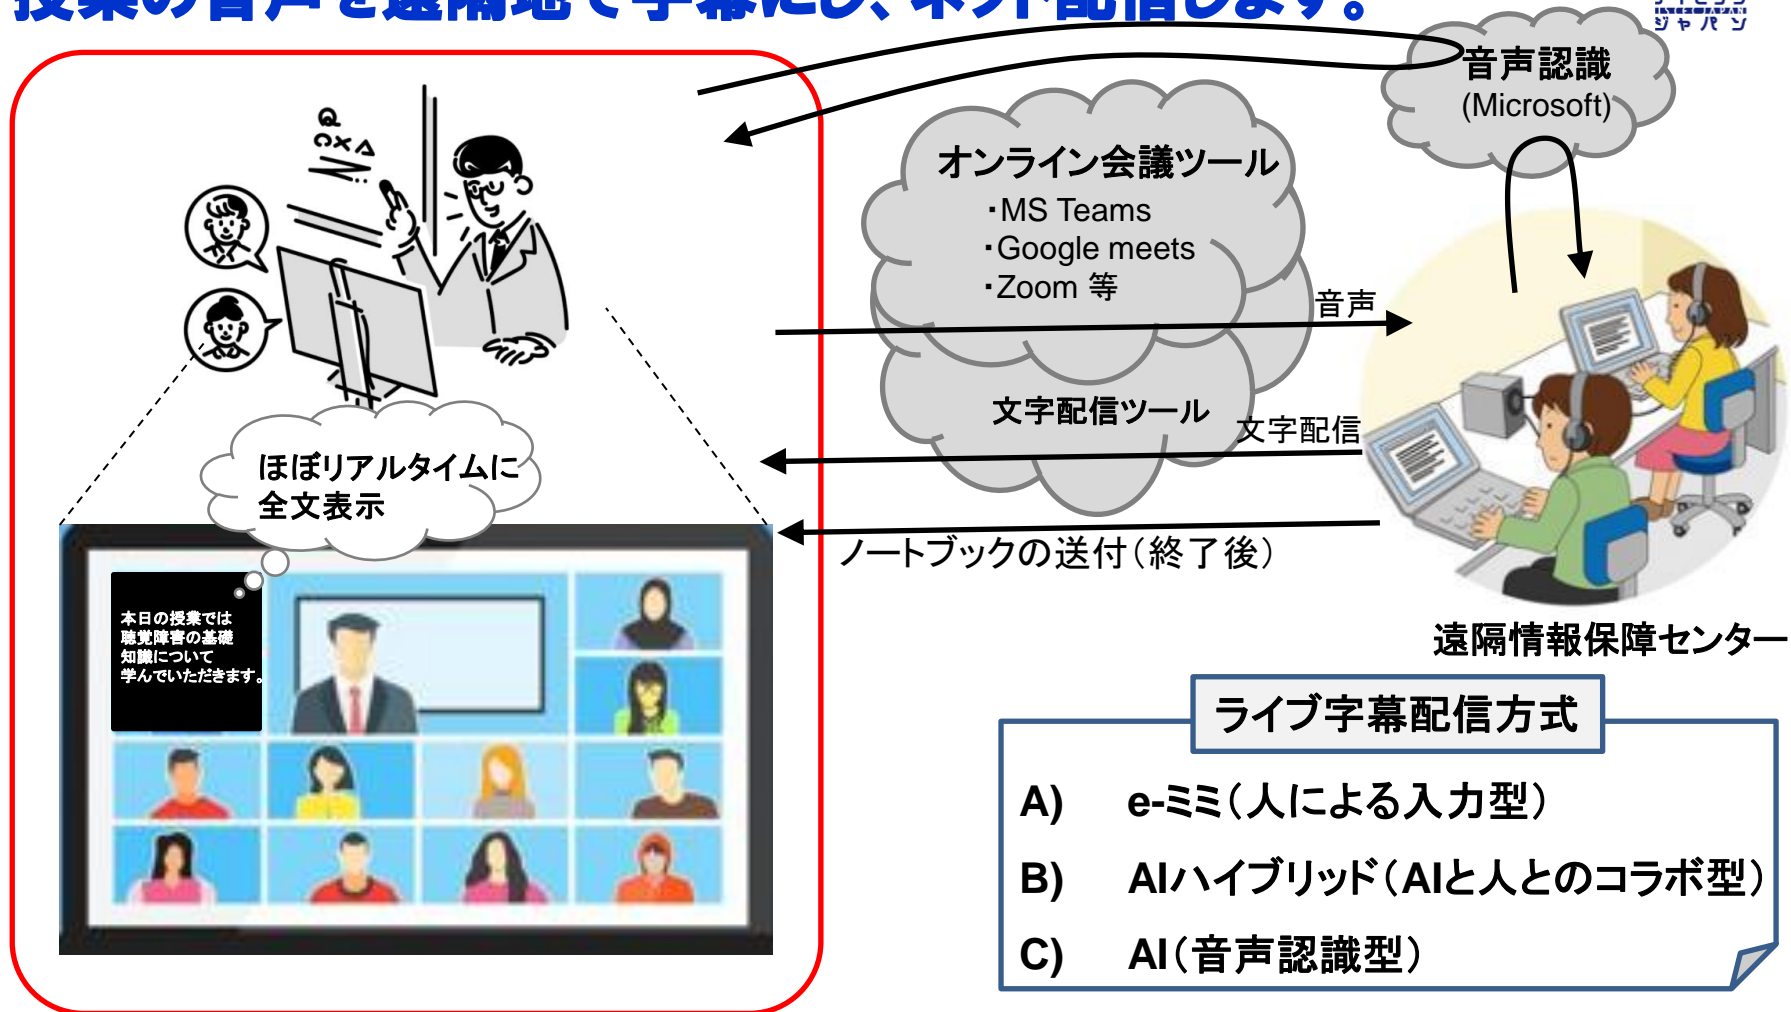 授業の音声を遠隔地で字幕にし、ネット配信します。
ジャパン
音声認識
(Microsoft)
オンライン会議ツール
・MS Teams
・Google meets
・Zoom 等
音声
文字配信ツール
文字配信
ほぼリアルタイムに
全文表示
ノートブックの送付(終了後)
本日の授業では
聴覚障害の基礎
知識について
学んでいただきます。
遠隔情報保障センター
ライブ字幕配信方式
A) e-ミミ(人による入力型)
B) AIハイブリッド(AIと人とのコラボ型)
C) AI(音声認識型)